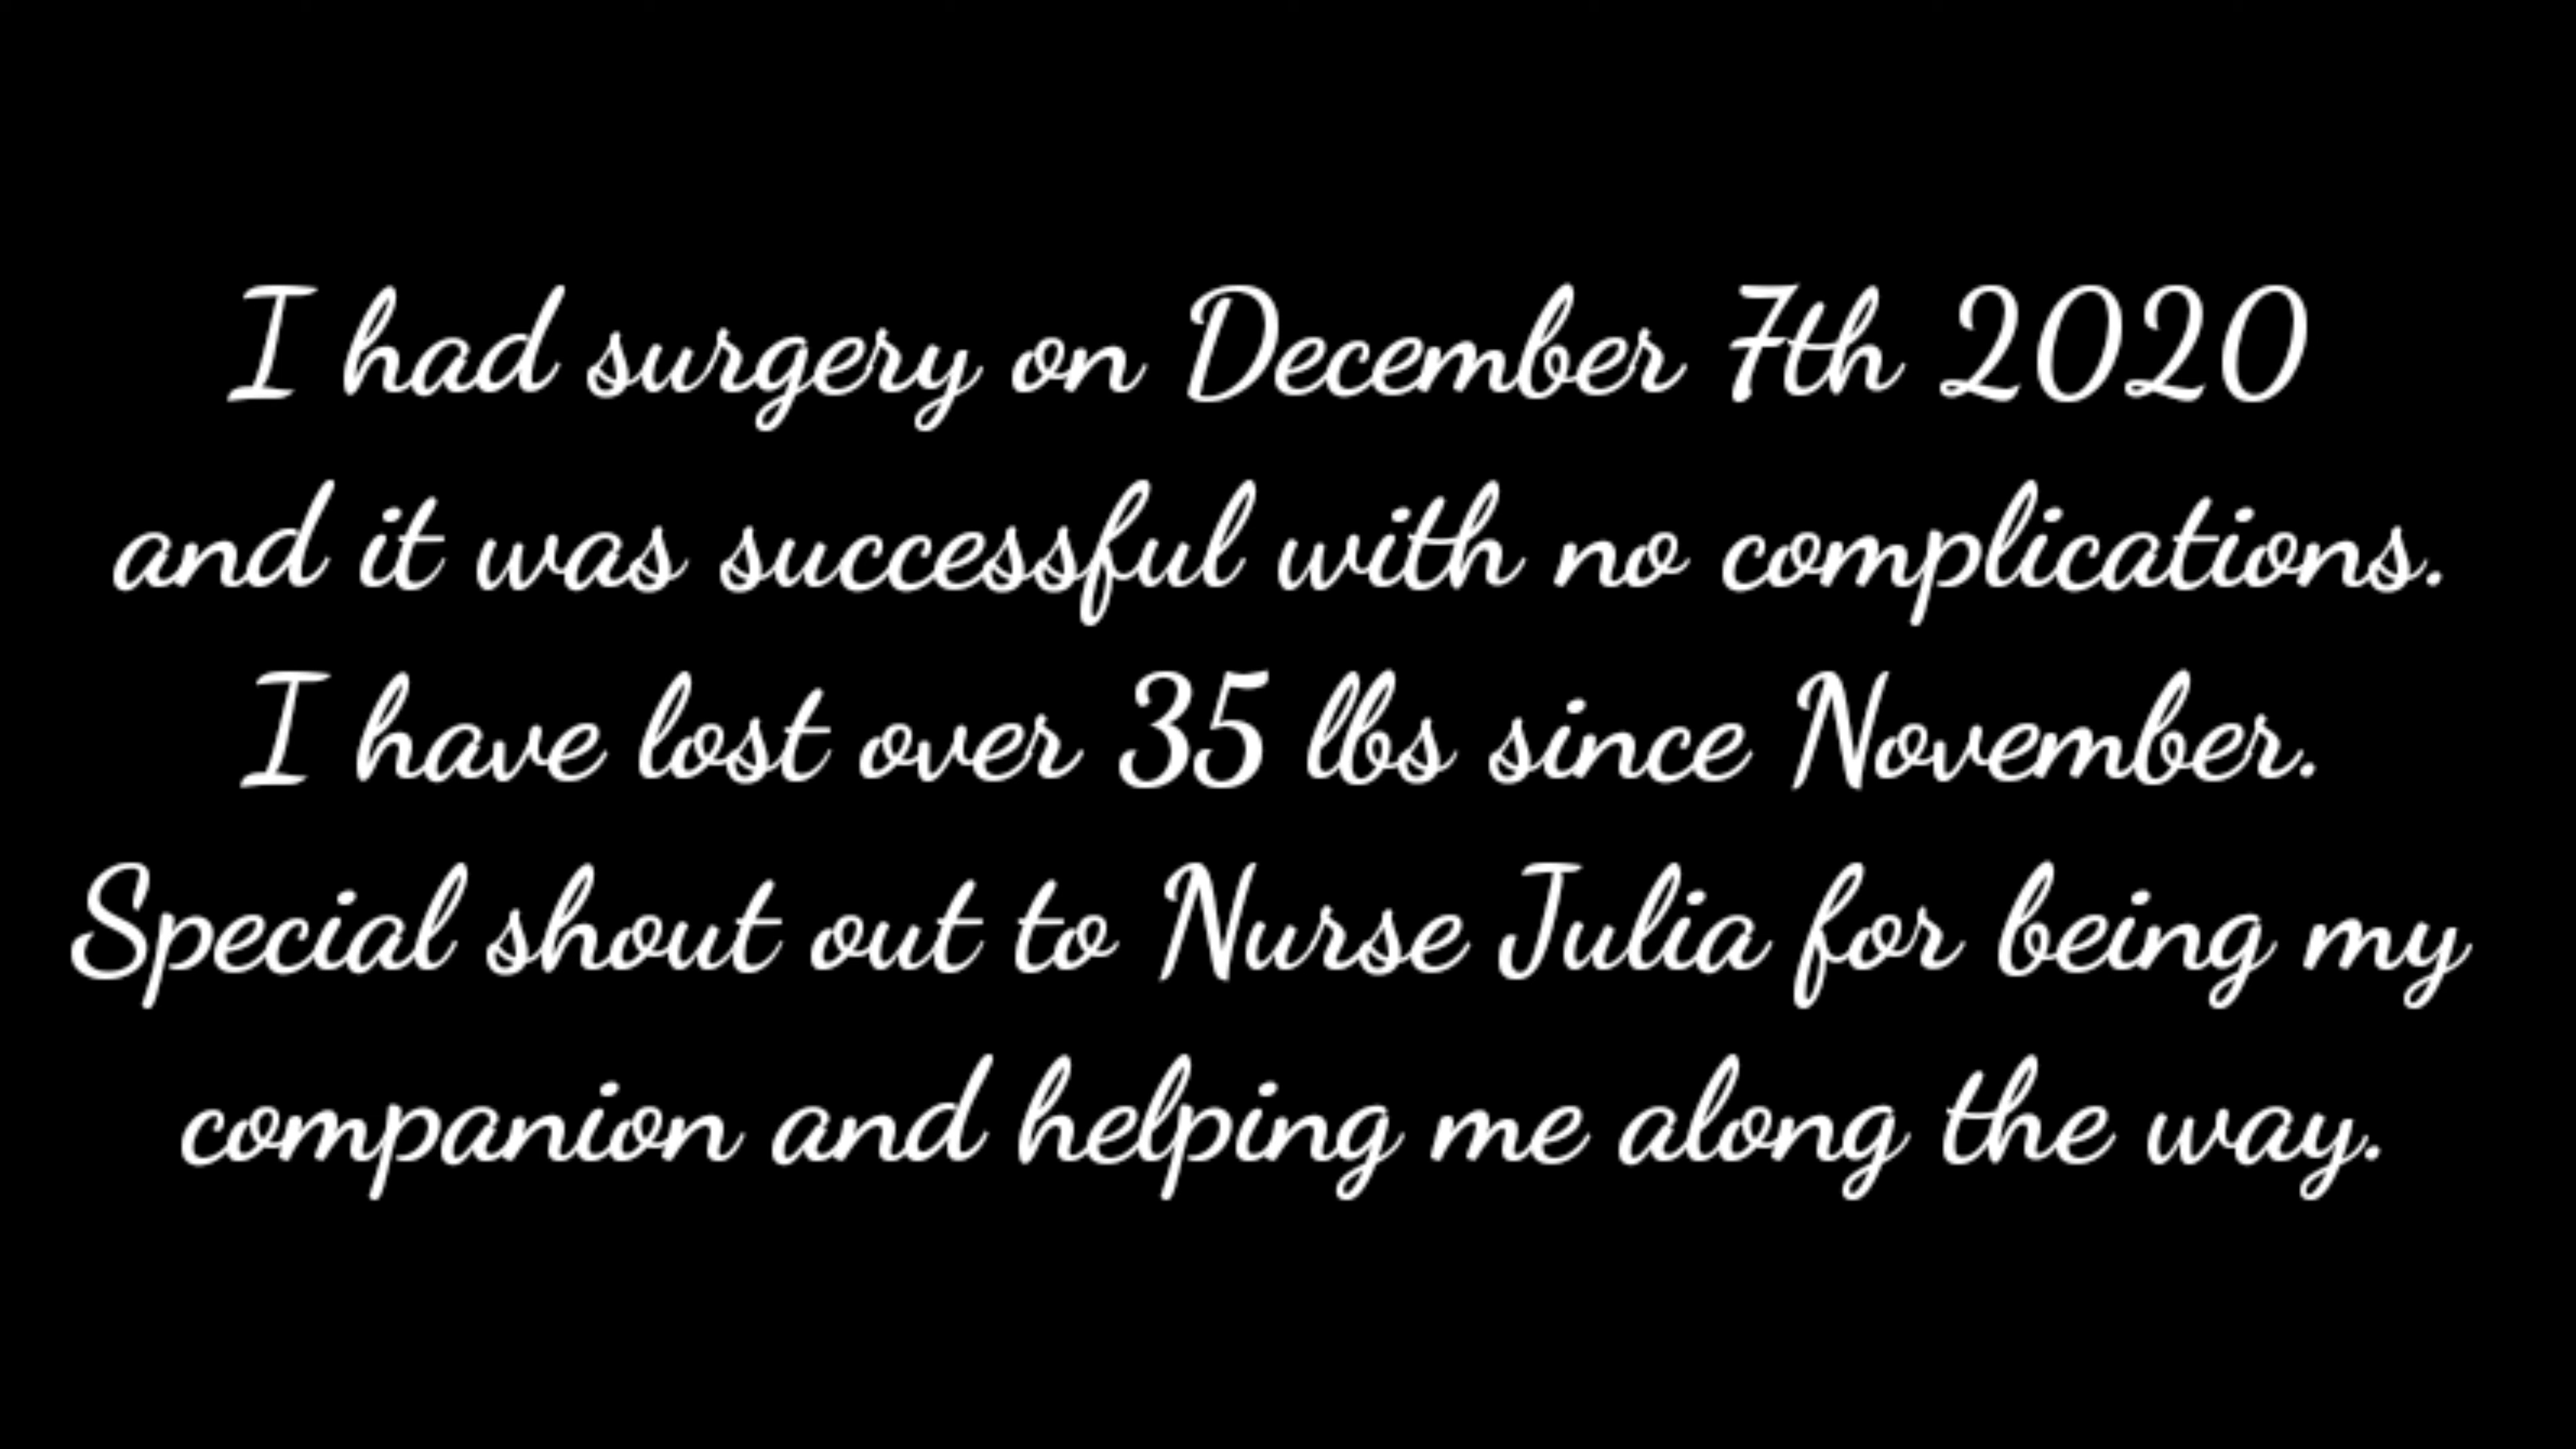 I had surgery on December 7th 2020
and it was successful with no complications.
I have lost over 35 lbs since November.
Special shout out to Nurse Julia for being my
companion and helping me along the way.